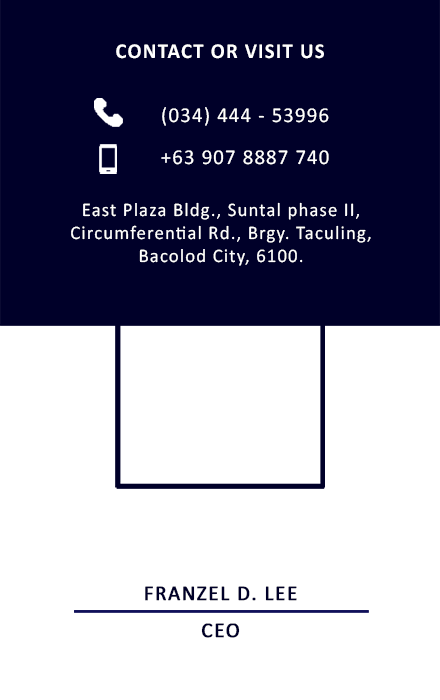 CONTACT OR VISIT US
(034) 444 - 53996
+63 907 8887 740
East Plaza Bldg., Suntal phase II,
Circumferential Rd., Brgy. Taculing,
Bacolod City, 6100.
FRANZEL D. LEE
CEO